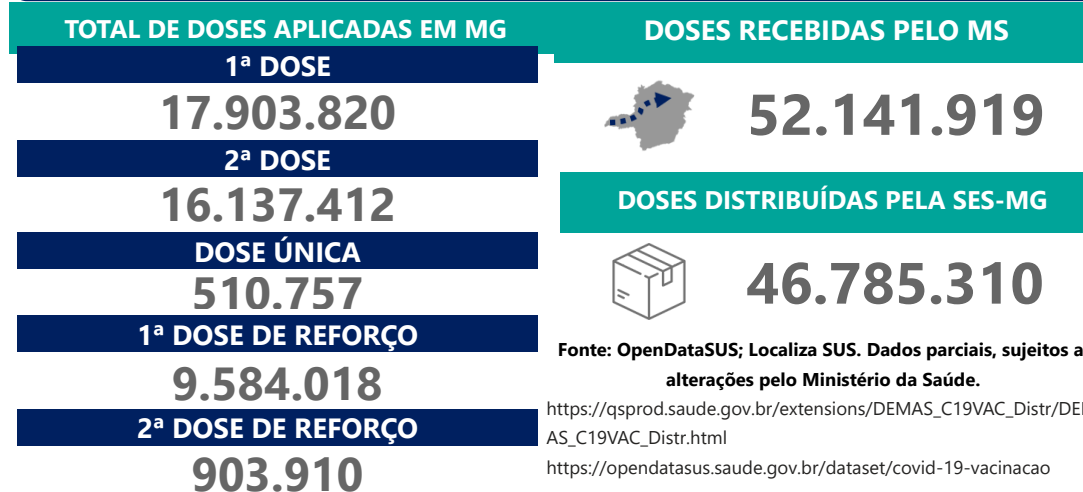 TOTAL DE DOSES APLICADAS EM MG
1ª DOSE
17.903.820
2ª DOSE
16.137.412
DOSE ÚNICA
510.757
1ª DOSE DE REFORÇO
9.584.018
2ª DOSE DE REFORÇO
903.910
DOSES RECEBIDAS PELO MS
52.141.919
DOSES DISTRIBUÍDAS PELA SES-MG
46.785.310
Fonte: OpenDataSUS; Localiza SUS. Dados parciais, sujeitos a
alterações pelo Ministério da Saúde.
https://qsprod.saude.gov.br/extensions/DEMAS_C19VAC_Distr/DE
AS_C19VAC_Distr.html
https://opendatasus.saude.gov.br/dataset/covid-19-vacinacao